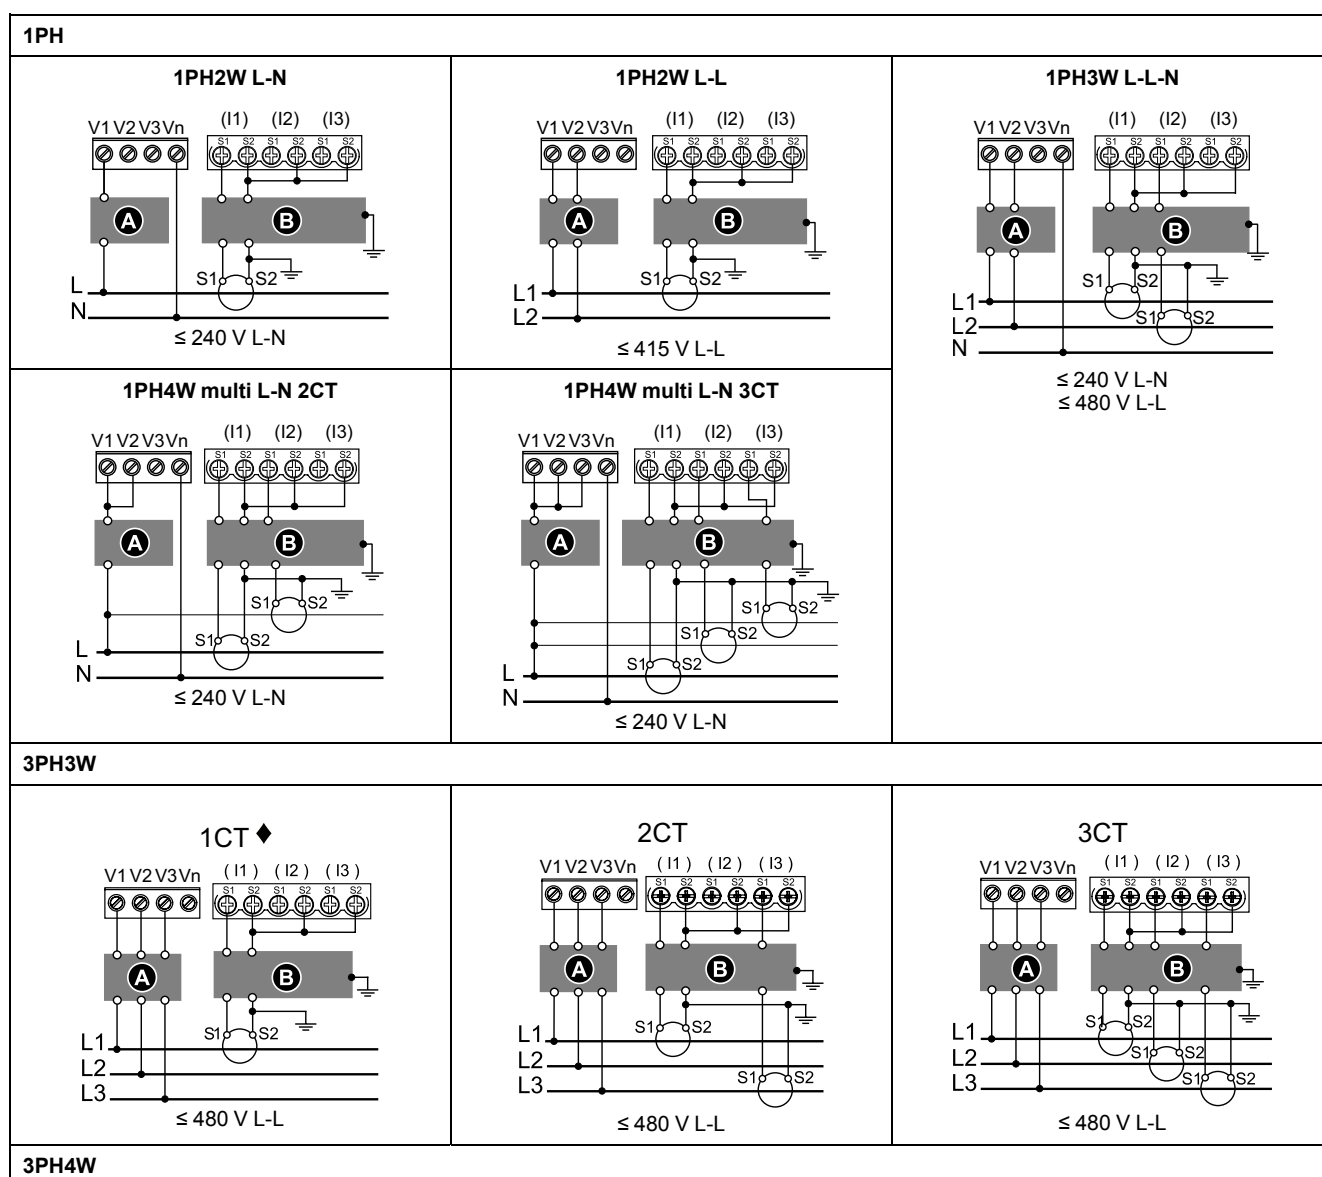 1PH
1PH2W L-N
V1 V2 V3 Vn (I1) (I2) (I3)
S1 S2 S1 S2 S1 S2
A B
S1 S2
L
N
≤ 240 V L-N
1PH2W L-L
V1 V2 V3Vn (I1) (I2) (I3)
S1 S2 S1 S2 S1 S2
A B
S1 S2
L1
L2
≤ 415 V L-L
1PH3W L-L-N
V1 V2 V3 Vn (I1) (I2) (I3)
S1 S2 S1 S2 S1 S2
A B
S1 S2
L1
S1 S2
L2
N
≤ 240 V L-N
≤ 480 V L-L
1PH4W multi L-N 2CT
V1 V2 V3Vn (I1) (I2) (I3)
S1 S2 S1 S2 S1 S2
A B
S1 S2
S1 S2
L
N
≤ 240 V L-N
1PH4W multi L-N 3CT
V1 V2 V3 Vn (I1) (I2) (I3)
S1 S2 S1 S2 S1 S2
A B
S1 S2
S1 S2
S1 S2
L
N
≤ 240 V L-N
3PH3W
1CT ♦
V1 V2 V3Vn ( I1 ) ( I2 ) ( I3 )
S1 S2 S1 S2 S1 S2
A B
S1 S2
L1
L2
L3
≤ 480 V L-L
2CT
V1 V2 V3Vn ( I1 ) ( I2 ) ( I3 )
S1 S2 S1 S2 S1 S2
A B
S1 S2
L1
L2
S1 S2
L3
≤ 480 V L-L
3CT
V1 V2 V3 Vn ( I1 ) ( I2 ) ( I3 )
S1 S2 S1 S2 S1 S2
A B
S1 S2
L1
S1 S2
L2
S1 S2
L3
≤ 480 V L-L
3PH4W